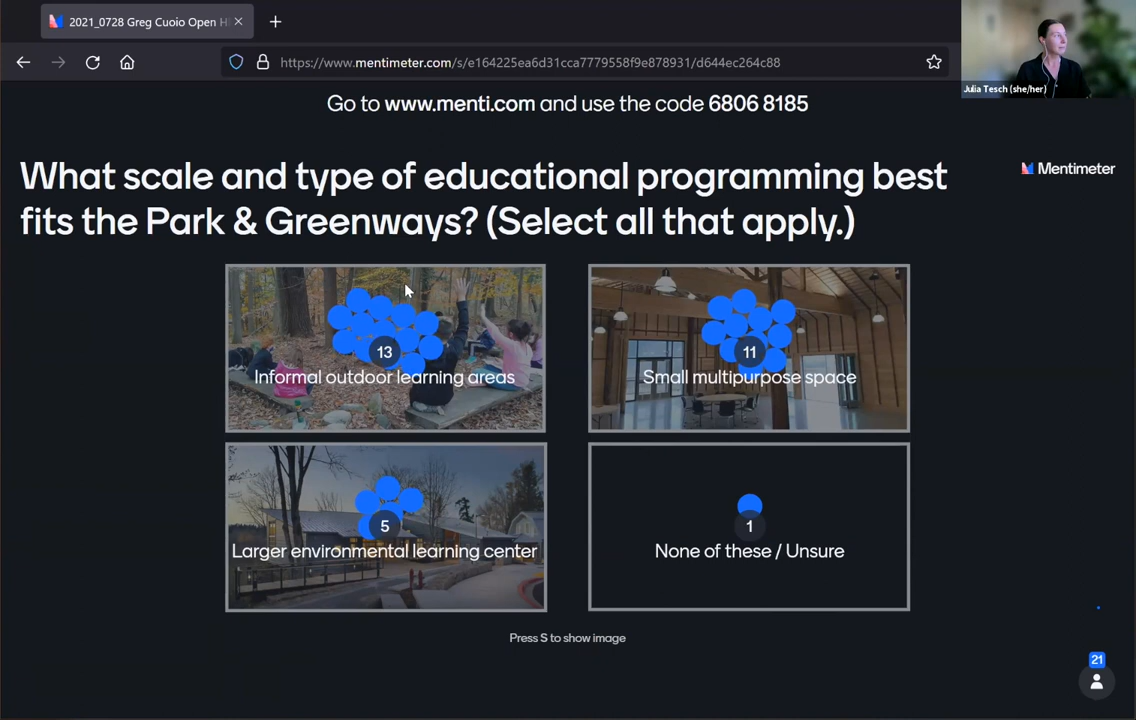 2021_0728 Greg Cuoio Open H
https://www.mentimeter.com/s/e164225ea6d31cca7779558f9e878931/d644ec264c88
Julia Tesch (she/her)
Go to www.menti.com and use the code 6806 8185
Mentimeter
What scale and type of educational programming best
fits the Park & Greenways? (Select all that apply.)
13
Informal outdoor learning areas
11
Small multipurpose space
5
Larger environmental learning center
1
None of these / Unsure
Press S to show image
21